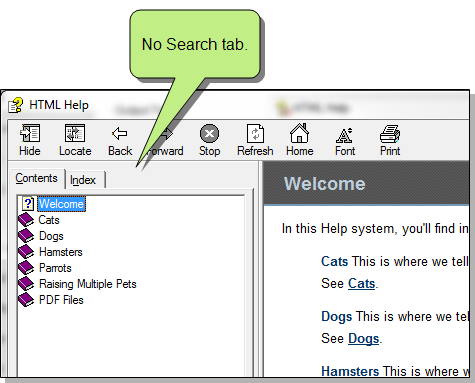 No Search tab.
HTML Help
Hide Locate Back Forward Stop Refresh Home Font Print
Contents Index
Welcome
Cats
Dogs
Hamsters
Parrots
Raising Multiple Pets
PDF Files
Welcome
In this Help system, you'll find in
Cats This is where we tell
See Cats.
Dogs This is where we tel
See Dogs.
Hamsters This is where w